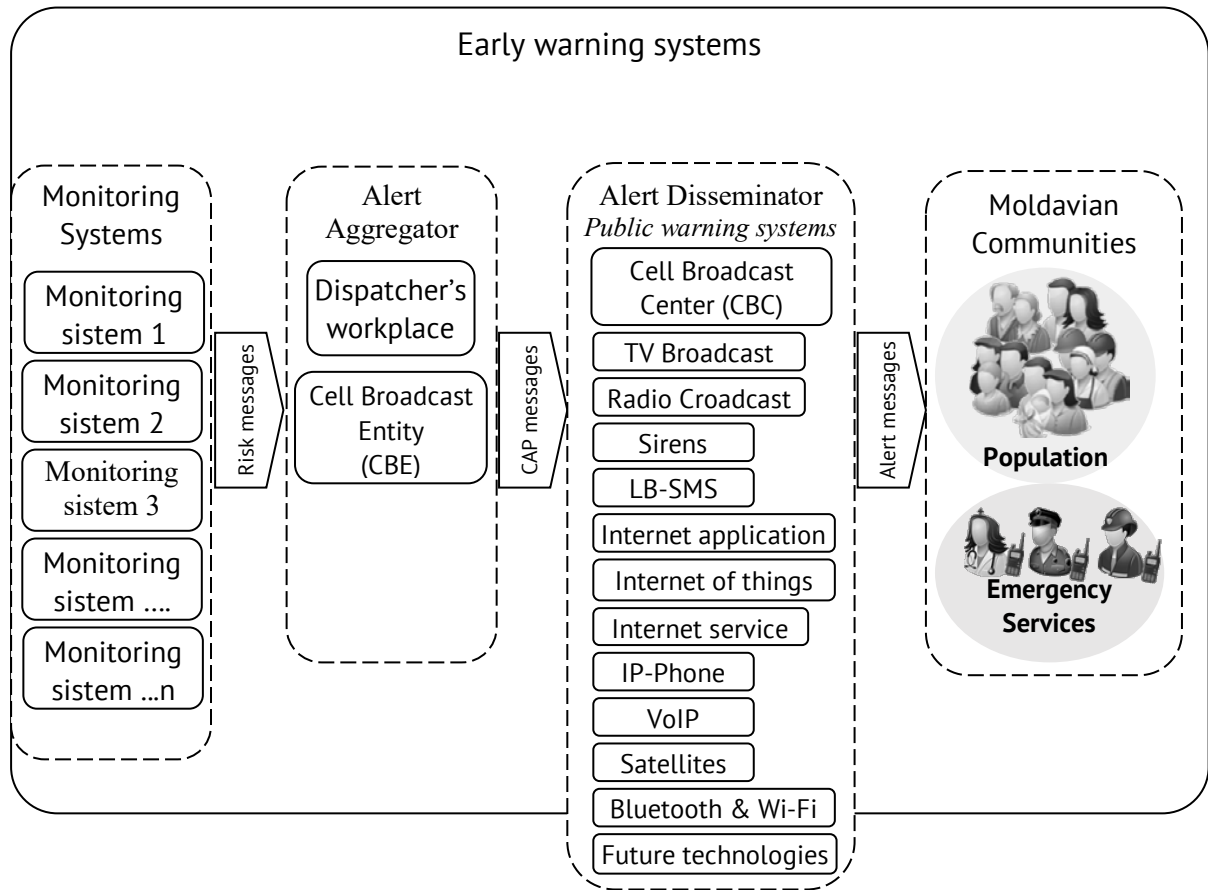 Early warning systems
Monitoring
Systems
Monitoring
sistem 1
Monitoring
sistem 2
Monitoring
sistem 3
Monitoring
sistem ....
Monitoring
sistem ...n
Risk messages
Alert
Aggregator
Dispatcher’s
workplace
Cell Broadcast
Entity
(CBE)
CAP messages
Alert Disseminator
Public warning systems
Cell Broadcast
Center (CBC)
TV Broadcast
Radio Croadcast
Sirens
LB-SMS
Internet application
Internet of things
Internet service
IP-Phone
VoIP
Satellites
Bluetooth & Wi-Fi
Future technologies
Alert messages
Moldavian
Communities
Population
Emergency
Services